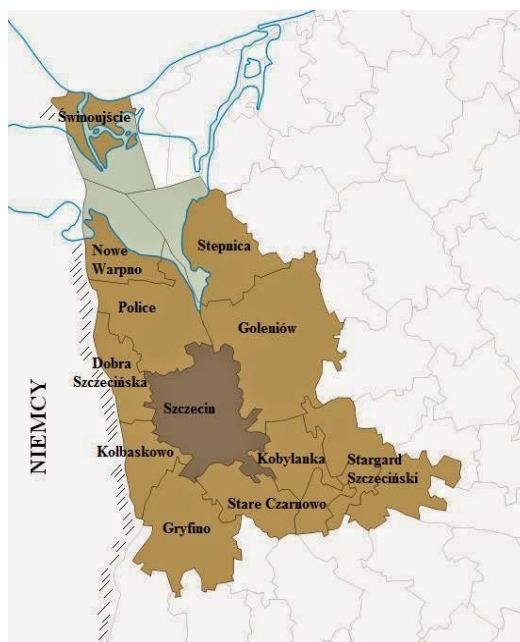 Świnoujście
Nowe
Warpno
Stepnica
Police
Goleniów
Dobra
Szczecińska
Szczecin
NIEMCY
Kołbaskowo
Kobylanka
Stargard
Szczeciński
Stare Czarnowo
Gryfino